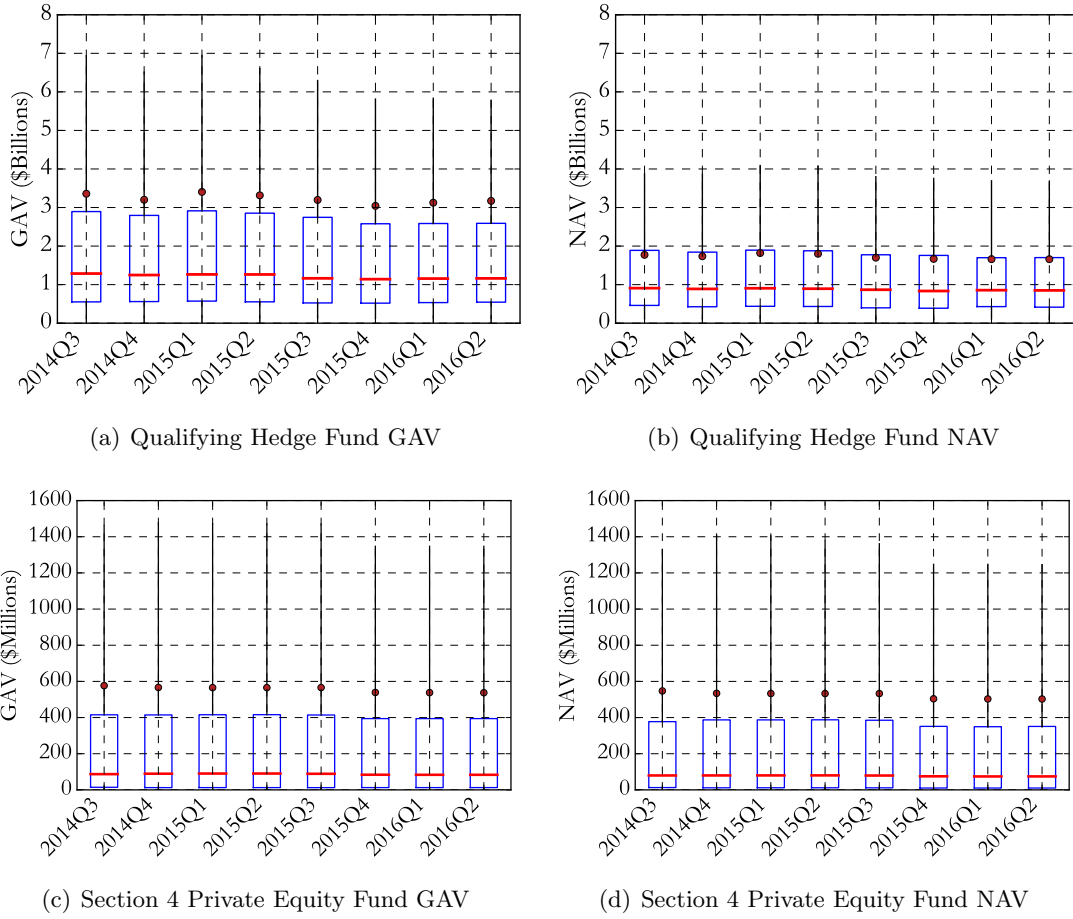 8
7
6
5
4
3
2
1
0
GAV ($Billions)
2014Q3
2014Q4
2015Q1
2015Q2
2015Q3
2015Q4
2016Q1
2016Q2
(a) Qualifying Hedge Fund GAV
8
7
6
5
4
3
2
1
0
NAV ($Billions)
2014Q3
2014Q4
2015Q1
2015Q2
2015Q3
2015Q4
2016Q1
2016Q2
(b) Qualifying Hedge Fund NAV
1600
1400
1200
1000
800
600
400
200
0
GAV ($Millions)
2014Q3
2014Q4
2015Q1
2015Q2
2015Q3
2015Q4
2016Q1
2016Q2
(c) Section 4 Private Equity Fund GAV
1600
1400
1200
1000
800
600
400
200
0
NAV ($Millions)
2014Q3
2014Q4
2015Q1
2015Q2
2015Q3
2015Q4
2016Q1
2016Q2
(d) Section 4 Private Equity Fund NAV